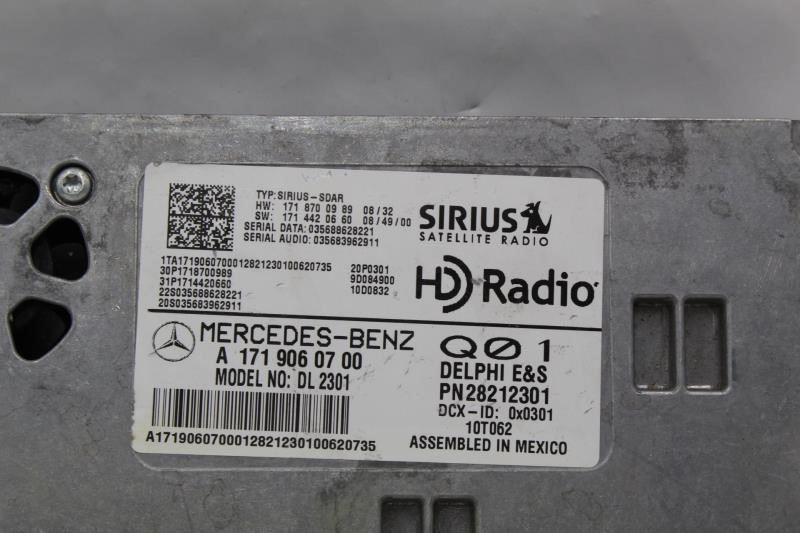 TYP:SIRIUS-SDAR
HW: 171 870 09 89 08/32
SW: 171 442 06 60 08/49/00
SERIAL DATA: 035688628221
SERIAL AUDIO: 035683962911
SIRIUS
SATELLITE RADIO
1TA1719060700012821230100620735
30P1718700989
31P1714420660
22S035688628221
20S035683962911
20P0301
9D084900
10D0832
HD Radio
MERCEDES-BENZ
A 171 906 07 00
MODEL NO: DL 2301
A1719060700012821230100620735
Q01
DELPHI E&S
PN28212301
DCX-ID: 0x0301
10T062
ASSEMBLED IN MEXICO